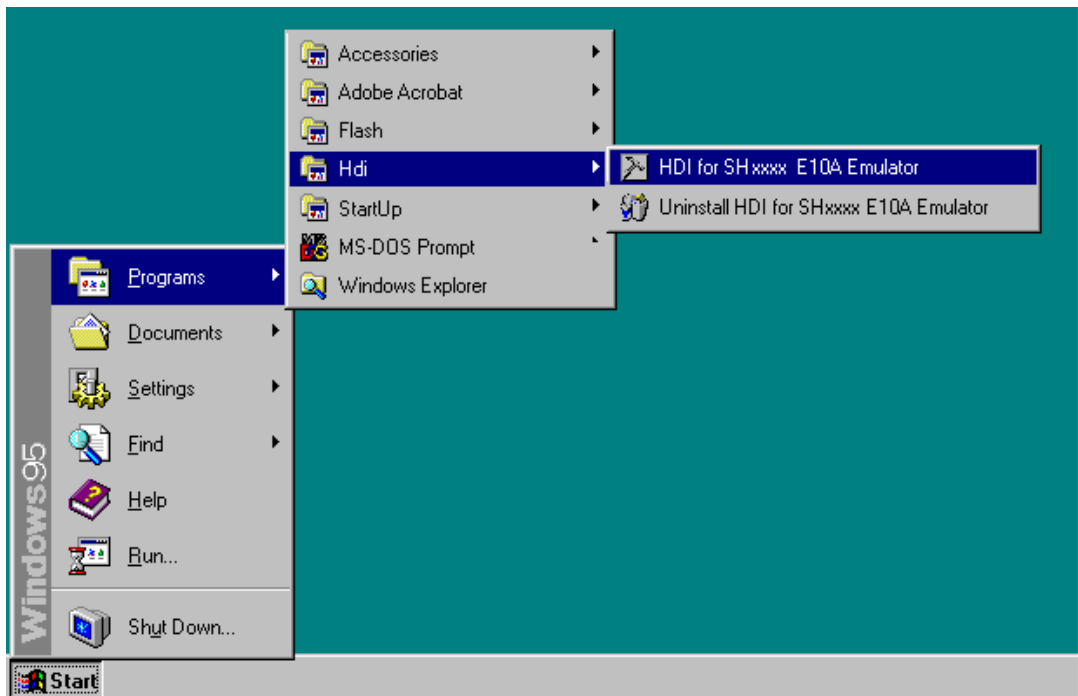 Accessories
Adobe Acrobat
Flash
Hdi
StartUp
MS-DOS Prompt
Windows Explorer
HDI for SHxxxx E10A Emulator
Uninstall HDI for SHxxxx E10A Emulator
Programs
Documents
Settings
Find
Help
Run...
Shut Down...
Windows95
Start